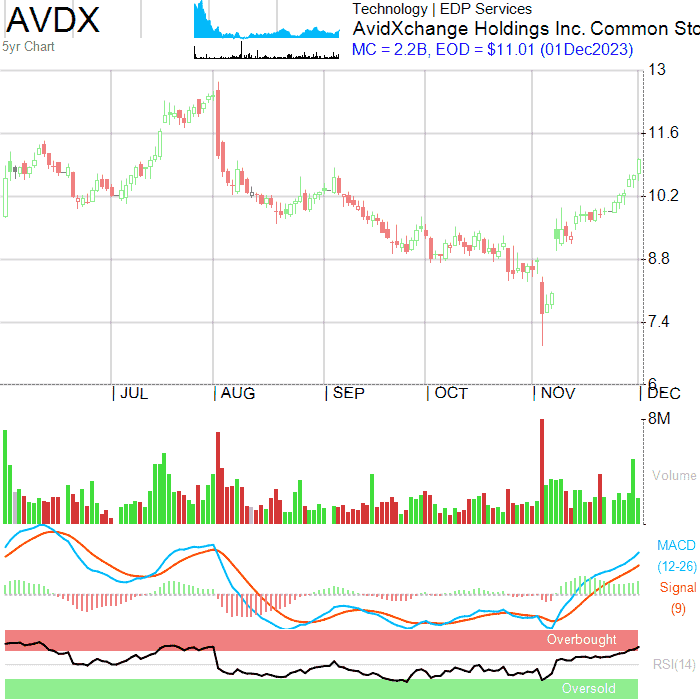 AVDX
5yr Chart
Technology | EDP Services
AvidXchange Holdings Inc. Common Sto
MC = 2.2B, EOD = $11.01 (01Dec2023)
13
11.6
10.2
8.8
7.4
6
JUL AUG SEP OCT NOV DEC
8M
Volume
MACD
(12-26)
Signal
(9)
Overbought
RSI(14)
Oversold